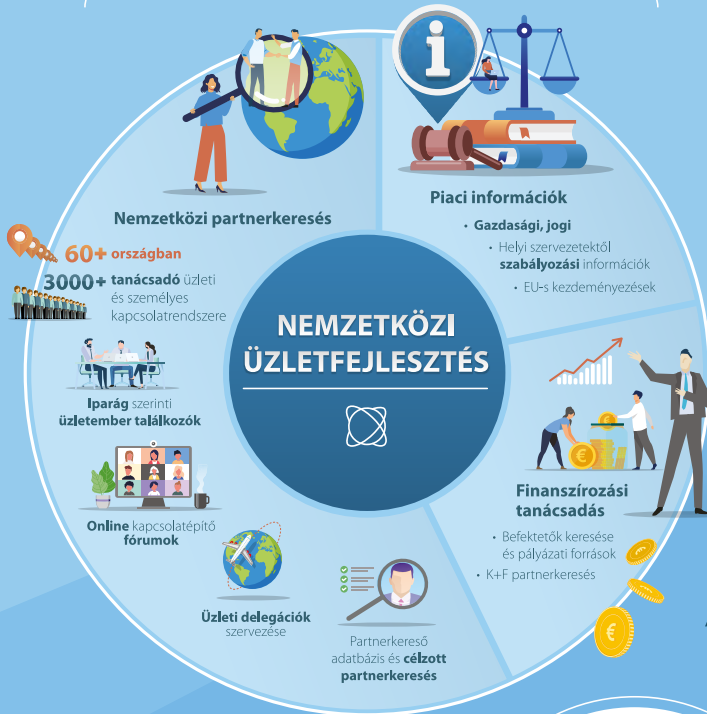 Nemzetközi partnerkeresés
60+ országban
3000+ tanácsadó üzleti
és személyes
kapcsolatrendszere
Iparág szerinti
üzletember találkozók
Online kapcsolatépítő
fórumok
Üzleti delegációk
szervezése
Partnerkereső
adatbázis és célzott
partnerkeresés
NEMZETKÖZI
ÜZLETFEJLESZTÉS
i
Piaci információk
• Gazdasági, jogi
• Helyi szervezetektől
szabályozási információk
• EU-s kezdeményezések
Finanszírozási
tanácsadás
• Befektetők keresése
és pályázati források
• K+F partnerkeresés